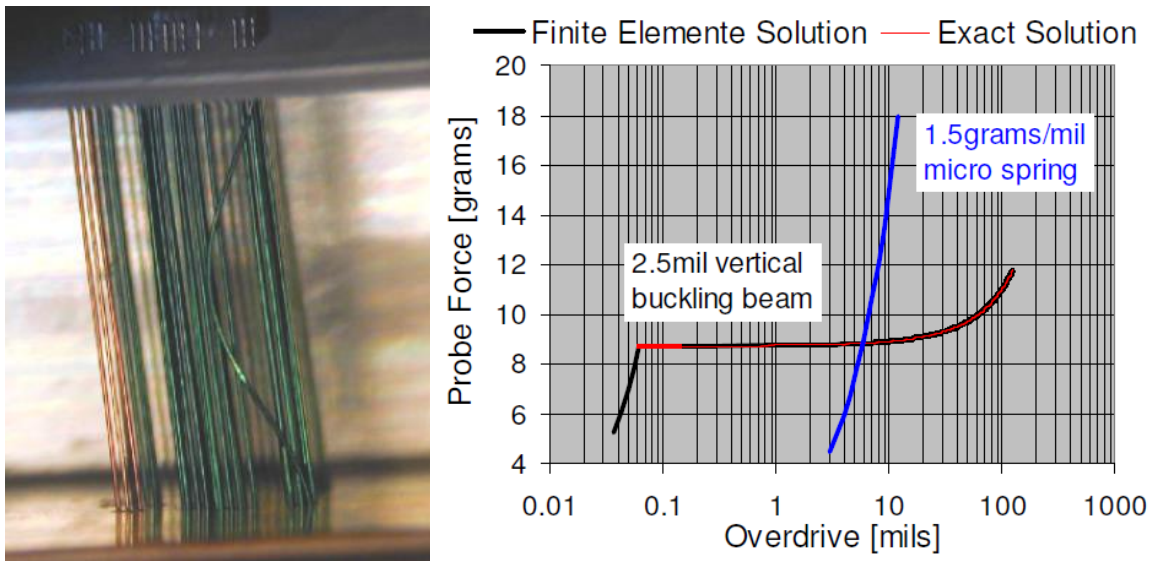 Finite Elemente Solution
Exact Solution
20
18
16
14
12
10
8
6
4
Probe Force [grams]
1.5grams/mil
micro spring
2.5mil vertical
buckling beam
0.01
0.1
1
10
100
1000
Overdrive [mils]